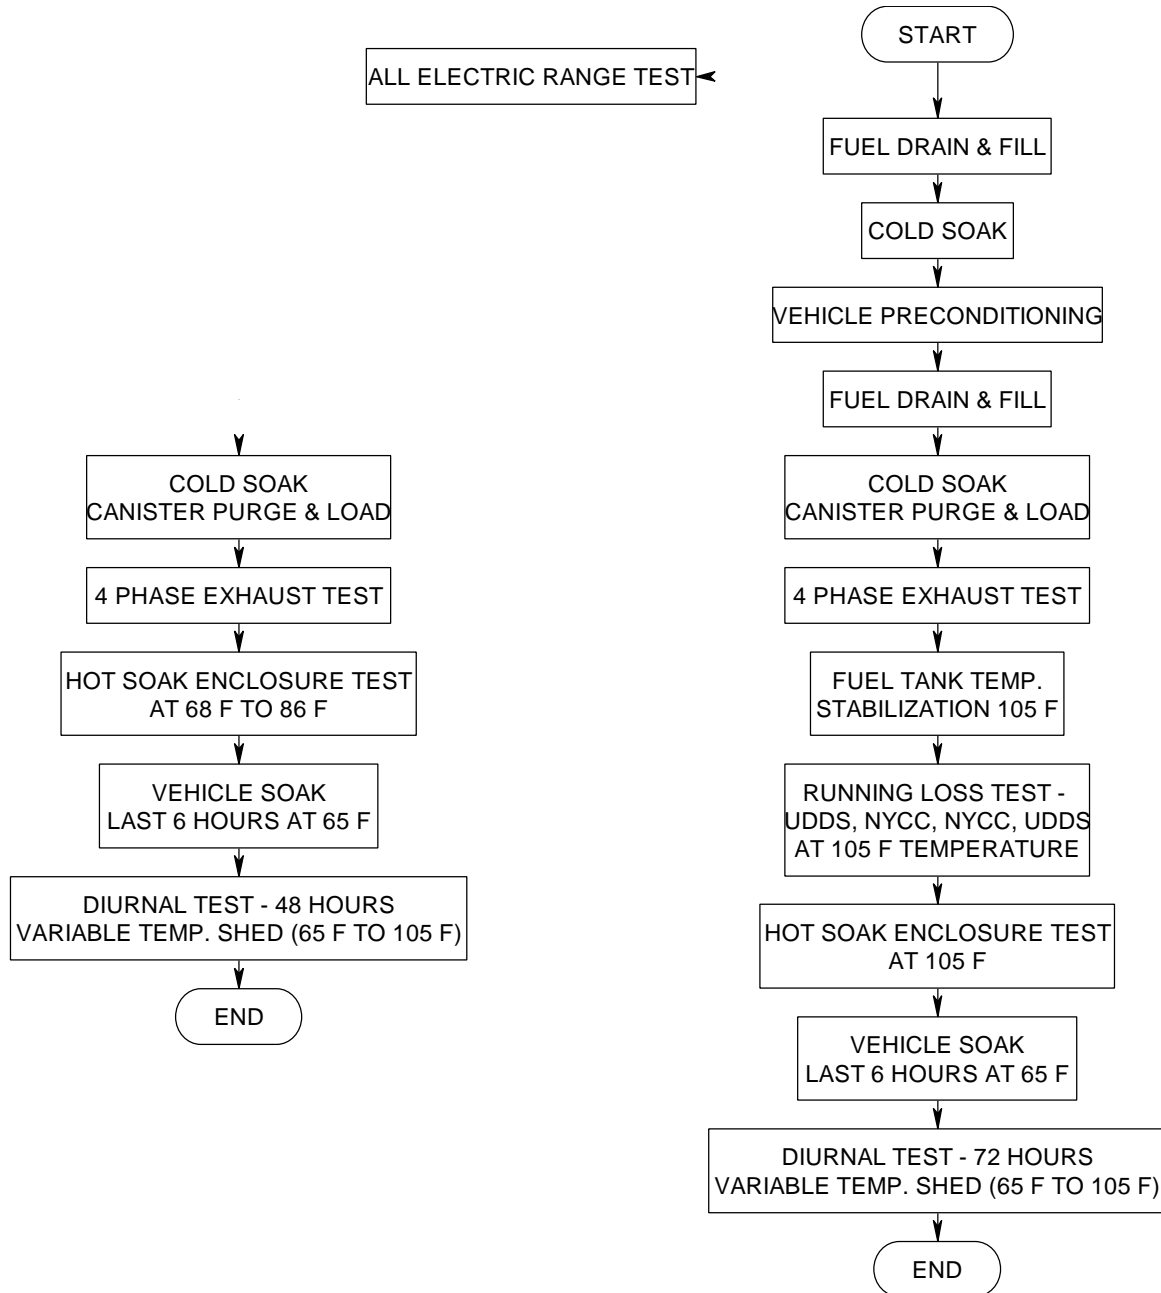 START
ALL ELECTRIC RANGE TEST
FUEL DRAIN & FILL
COLD SOAK
VEHICLE PRECONDITIONING
FUEL DRAIN & FILL
COLD SOAK
CANISTER PURGE & LOAD
4 PHASE EXHAUST TEST
HOT SOAK ENCLOSURE TEST
AT 68 F TO 86 F
VEHICLE SOAK
LAST 6 HOURS AT 65 F
DIURNAL TEST - 48 HOURS
VARIABLE TEMP. SHED (65 F TO 105 F)
END
COLD SOAK
CANISTER PURGE & LOAD
4 PHASE EXHAUST TEST
FUEL TANK TEMP.
STABILIZATION 105 F
RUNNING LOSS TEST -
UDDS, NYCC, NYCC, UDDS
AT 105 F TEMPERATURE
HOT SOAK ENCLOSURE TEST
AT 105 F
VEHICLE SOAK
LAST 6 HOURS AT 65 F
DIURNAL TEST - 72 HOURS
VARIABLE TEMP. SHED (65 F TO 105 F)
END